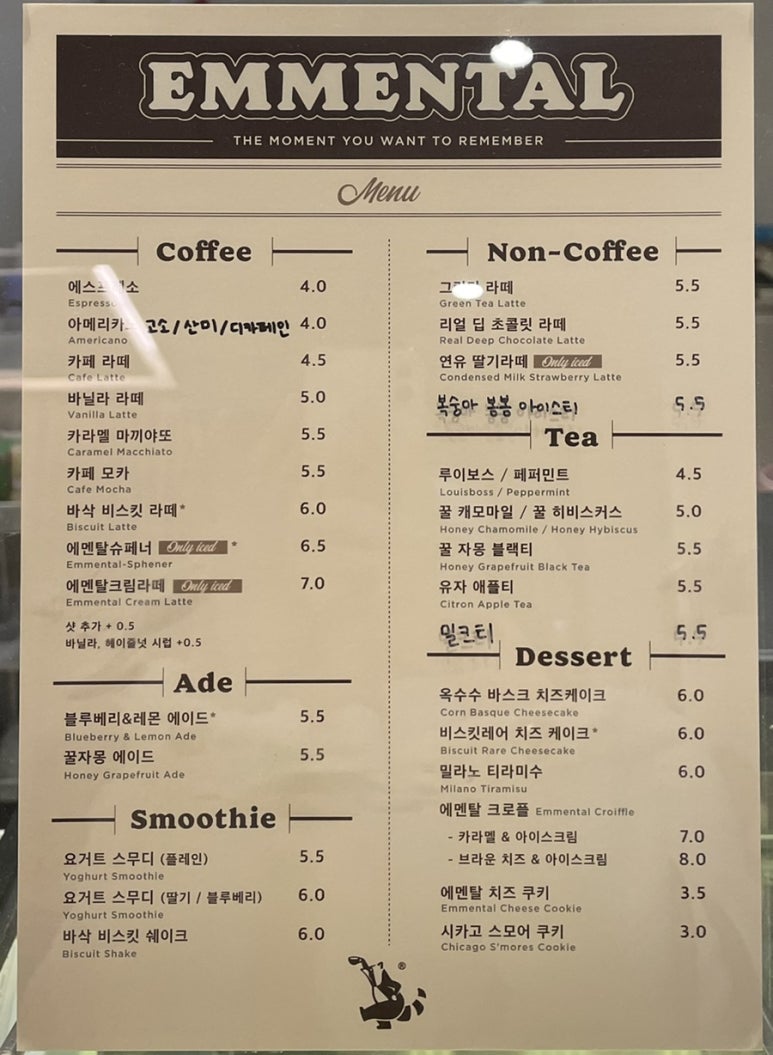 EMMENTAL
THE MOMENT YOU WANT TO REMEMBER
Menu
Coffee
4.0
Espresso
고소/산미/디카페인 4.0
Americano
카페 라떼 4.5
Cafe Latte
바닐라 라떼 5.0
Vanilla Latte
카라멜 마끼야또 5.5
Caramel Macchiato
카페 모카 5.5
Cafe Mocha
바삭 비스킷 라떼* 6.0
Biscuit Latte
에멘탈슈페너 Only iced * 6.5
Emmental-Sphener
에멘탈크림라떼 Only iced 7.0
Emmental Cream Latte
샷 추가 + 0.5
바닐라, 헤이즐넛 시럽 +0.5
Ade
블루베리&레몬 에이드* 5.5
Blueberry & Lemon Ade
꿀자몽 에이드 5.5
Honey Grapefruit Ade
Smoothie
요거트 스무디 (플레인) 5.5
Yoghurt Smoothie
요거트 스무디 (딸기 / 블루베리) 6.0
Yoghurt Smoothie
바삭 비스킷 쉐이크 6.0
Biscuit Shake
Non-Coffee
라떼 5.5
Green Tea Latte
리얼 딥 초콜릿 라떼 5.5
Real Deep Chocolate Latte
연유 딸기라떼 Only iced 5.5
Condensed Milk Strawberry Latte
복숭아 봉봉 아이스티 5.5
Tea
루이보스 / 페퍼민트 4.5
Louisboss / Peppermint
꿀 캐모마일 / 꿀 히비스커스 5.0
Honey Chamomile / Honey Hybiscus
꿀 자몽 블랙티 5.5
Honey Grapefruit Black Tea
유자 애플티 5.5
Citron Apple Tea
밀크티 5.5
Dessert
옥수수 바스크 치즈케이크 6.0
Corn Basque Cheesecake
비스킷레어 치즈 케이크* 6.0
Biscuit Rare Cheesecake
밀라노 티라미수 6.0
Milano Tiramisu
에멘탈 크로플 Emmental Croiffle
- 카라멜 & 아이스크림 7.0
- 브라운 치즈 & 아이스크림 8.0
에멘탈 치즈 쿠키 3.5
Emmental Cheese Cookie
시카고 스모어 쿠키 3.0
Chicago S'mores Cookie
®